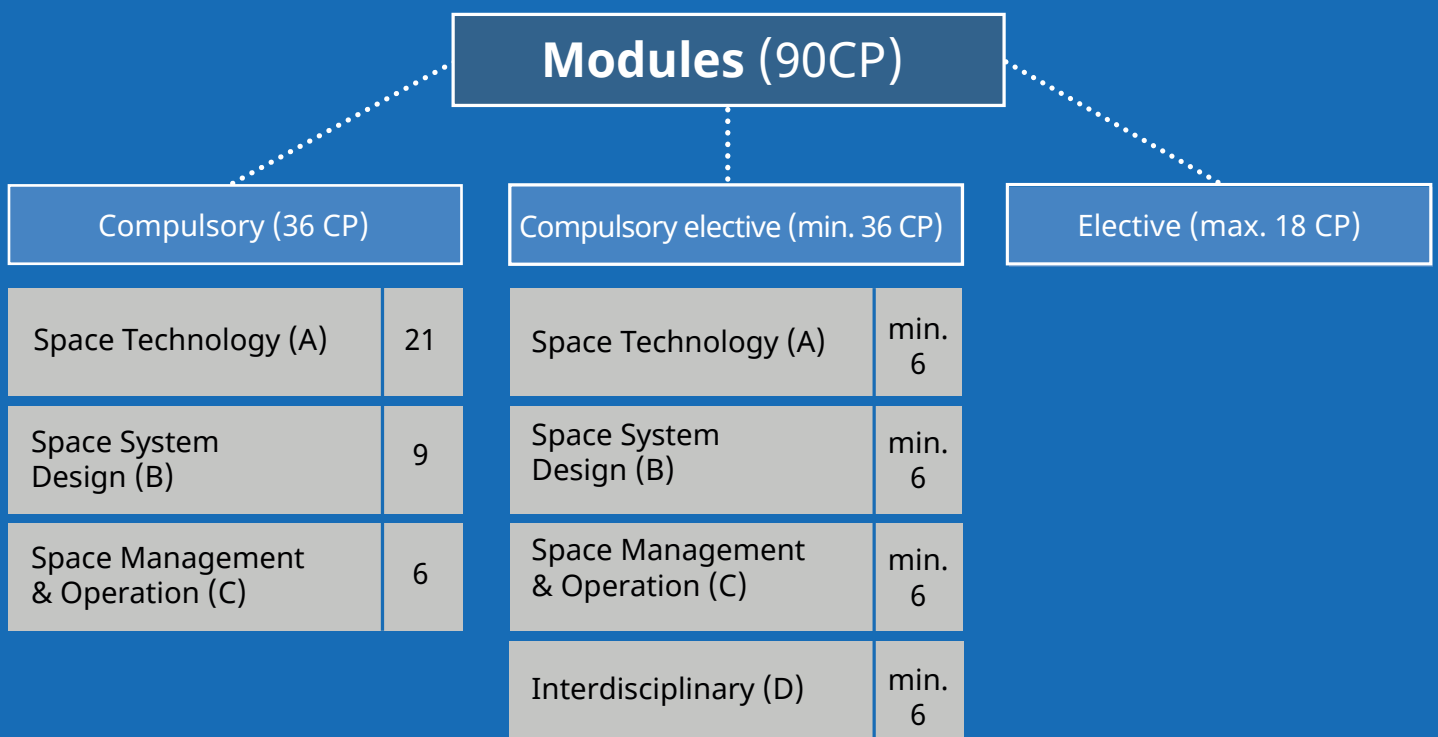 Modules (90CP)
Compulsory (36 CP)
Space Technology (A)
21
Space System
Design (B)
9
Space Management
& Operation (C)
6
Compulsory elective (min. 36 CP)
Space Technology (A)
min.
6
Space System
Design (B)
min.
6
Space Management
& Operation (C)
min.
6
Interdisciplinary (D)
min.
6
Elective (max. 18 CP)